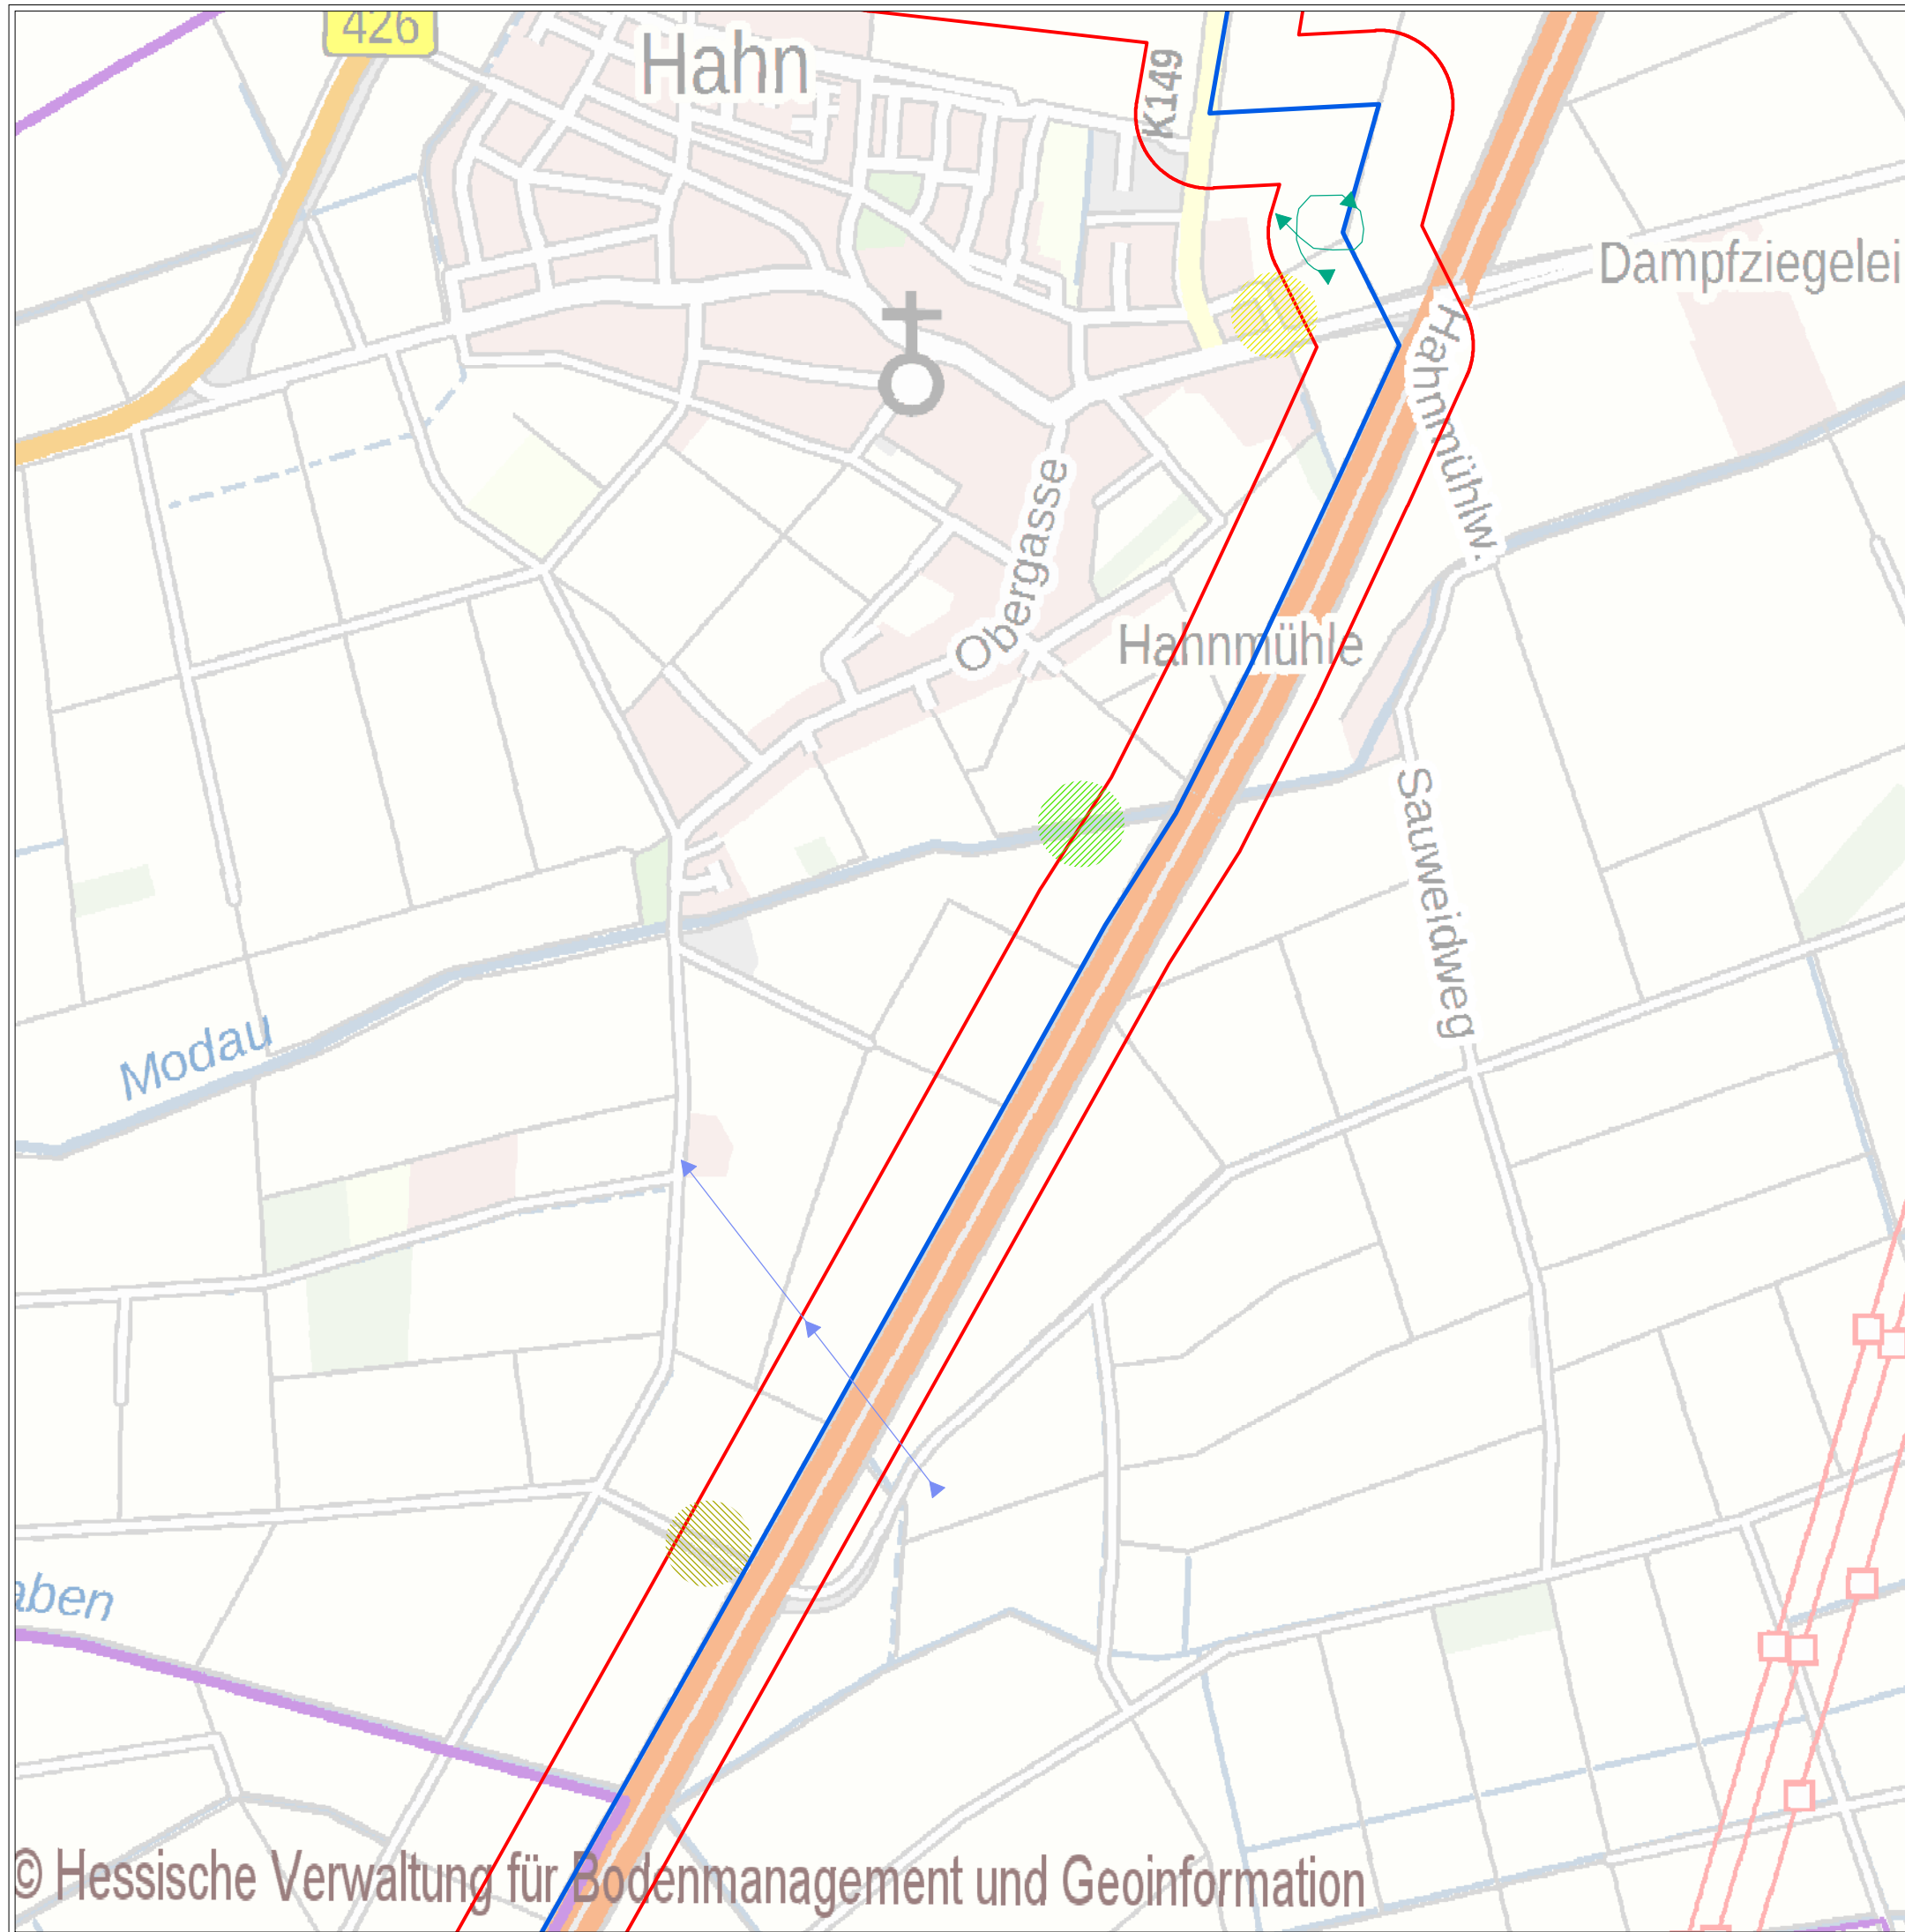 426
Hahn
K149
Dampfziegelei
Hahnmühlw.
Obergasse
Hahnmühle
Sauweidweg
Modau
aben
© Hessische Verwaltung für Bodenmanagement und Geoinformation